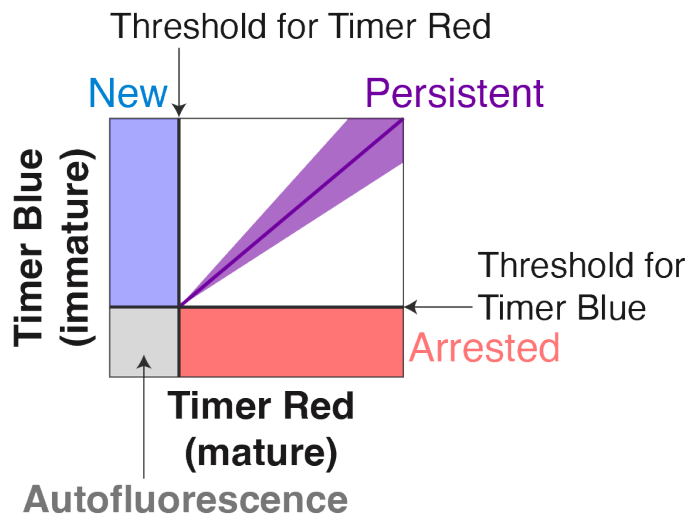 Threshold for Timer Red
New
Persistent
Timer Blue
(immature)
Threshold for
Timer Blue
Arrested
Timer Red
(mature)
Autofluorescence